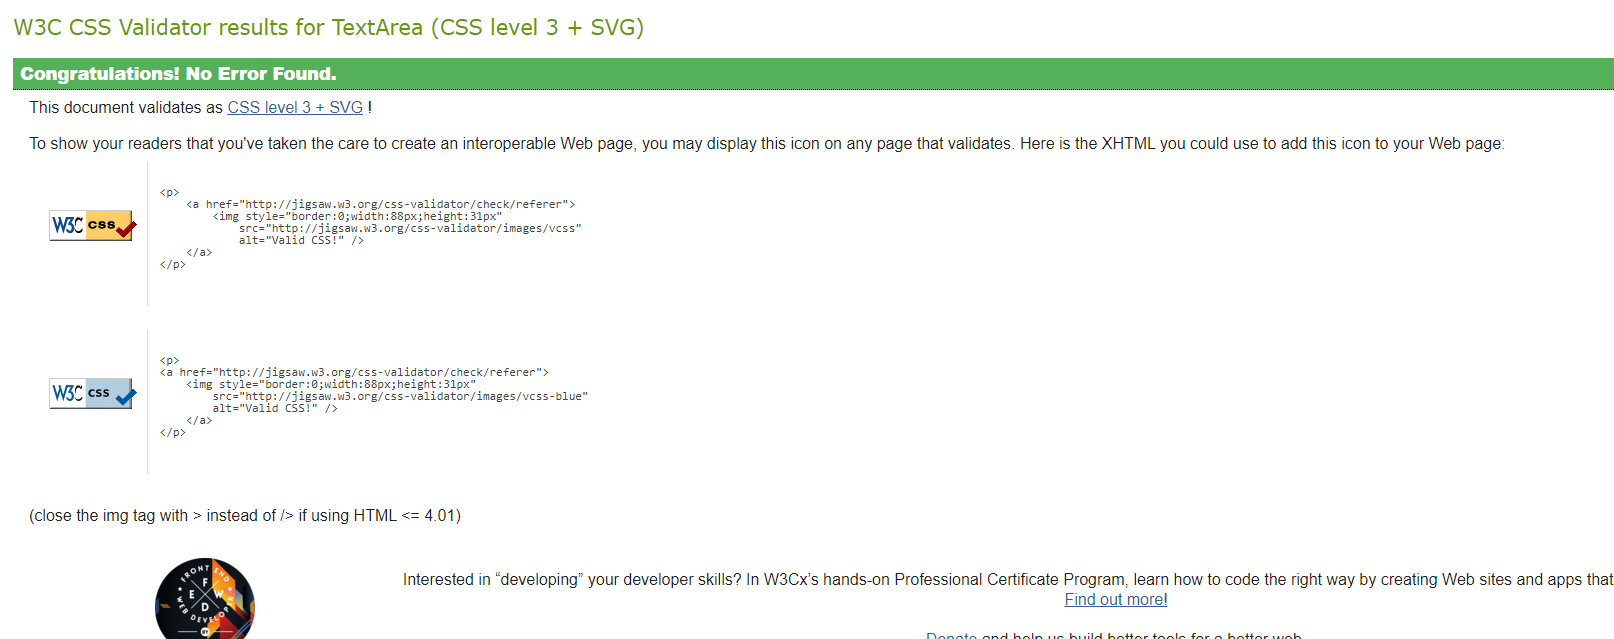 W3C CSS Validator results for TextArea (CSS level 3 + SVG)
Congratulations! No Error Found.
This document validates as CSS level 3 + SVG !
To show your readers that you've taken the care to create an interoperable Web page, you may display this icon on any page that validates. Here is the XHTML you could use to add this icon to your Web page:
W3C css
<p>
<a href="http://jigsaw.w3.org/css-validator/check/referer">
<img style="border:0;width:88px;height:31px"
src="http://jigsaw.w3.org/css-validator/images/vcss"
alt="Valid CSS!" />
</a>
</p>
W3C css
<p>
<a href="http://jigsaw.w3.org/css-validator/check/referer">
<img style="border:0;width:88px;height:31px"
src="http://jigsaw.w3.org/css-validator/images/vcss-blue"
alt="Valid CSS!" />
</a>
</p>
(close the img tag with > instead of /> if using HTML <= 4.01)
FRONT END
F E W D
WEB DEVELOPER
BY
Interested in “developing” your developer skills? In W3Cx’s hands-on Professional Certificate Program, learn how to code the right way by creating Web sites and apps that
Find out more!
Donate and help us build better tools for a better web.